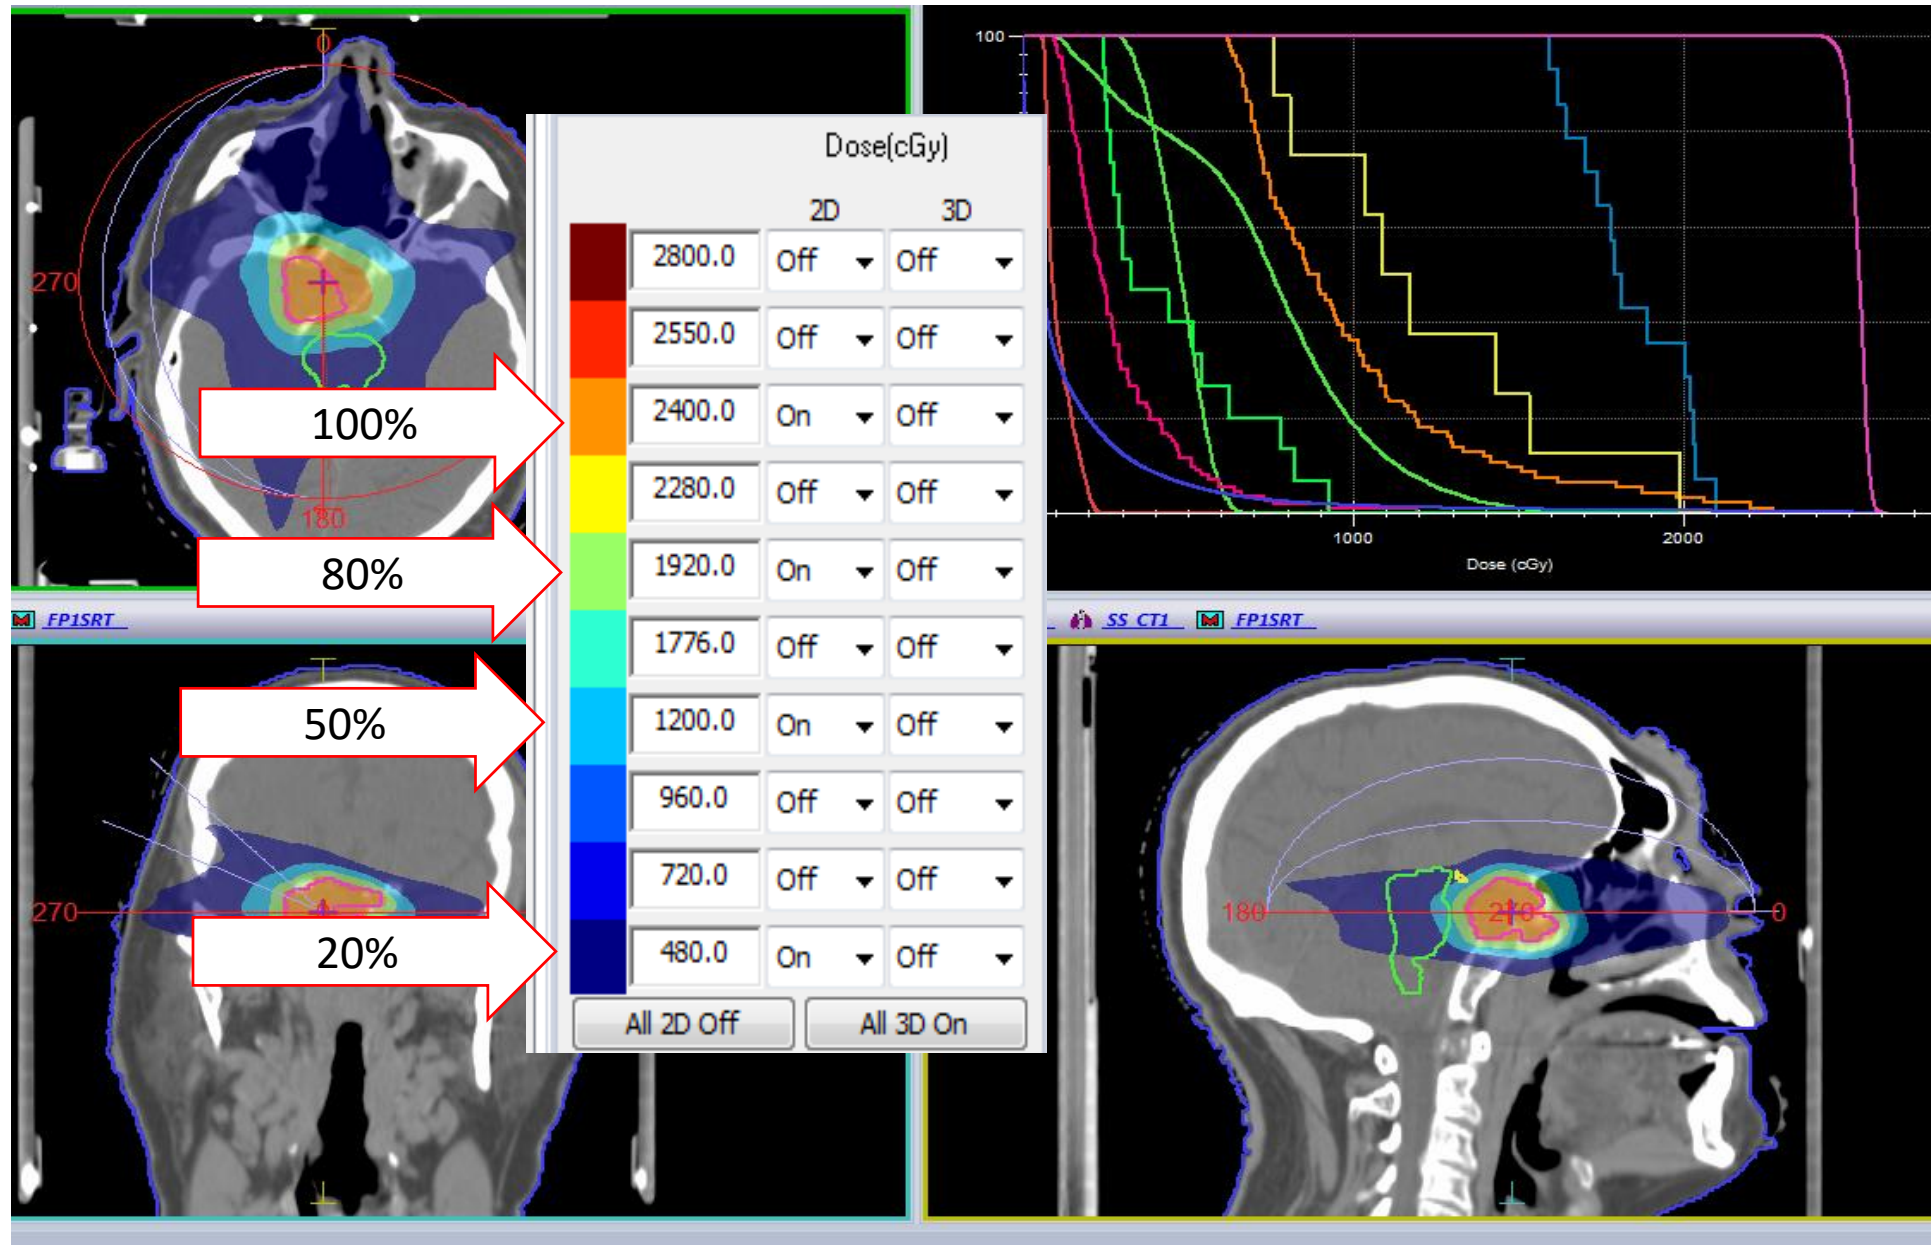 0
270
180
100%
80%
50%
20%
Dose(cGy)
2D 3D
2800.0 Off Off
2550.0 Off Off
2400.0 On Off
2280.0 Off Off
1920.0 On Off
1776.0 Off Off
1200.0 On Off
960.0 Off Off
720.0 Off Off
480.0 On Off
All 2D Off All 3D On
100
1000 2000
Dose (cGy)
FP1SRT
SS CT1 FP1SRT
270
180 0